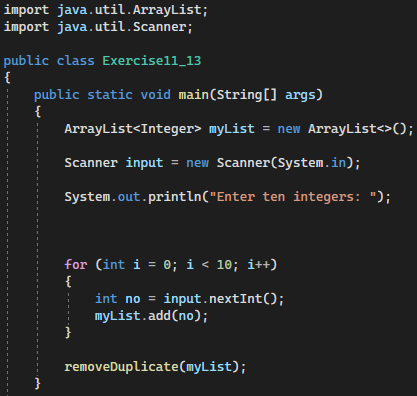 import java.util.ArrayList;
import java.util.Scanner;
public class Exercise11_13
{
public static void main(String[] args)
{
ArrayList<Integer> myList = new ArrayList<>();
Scanner input = new Scanner(System.in);
System.out.println("Enter ten integers: ");
for (int i = 0; i < 10; i++)
{
int no = input.nextInt();
myList.add(no);
}
removeDuplicate(myList);
}